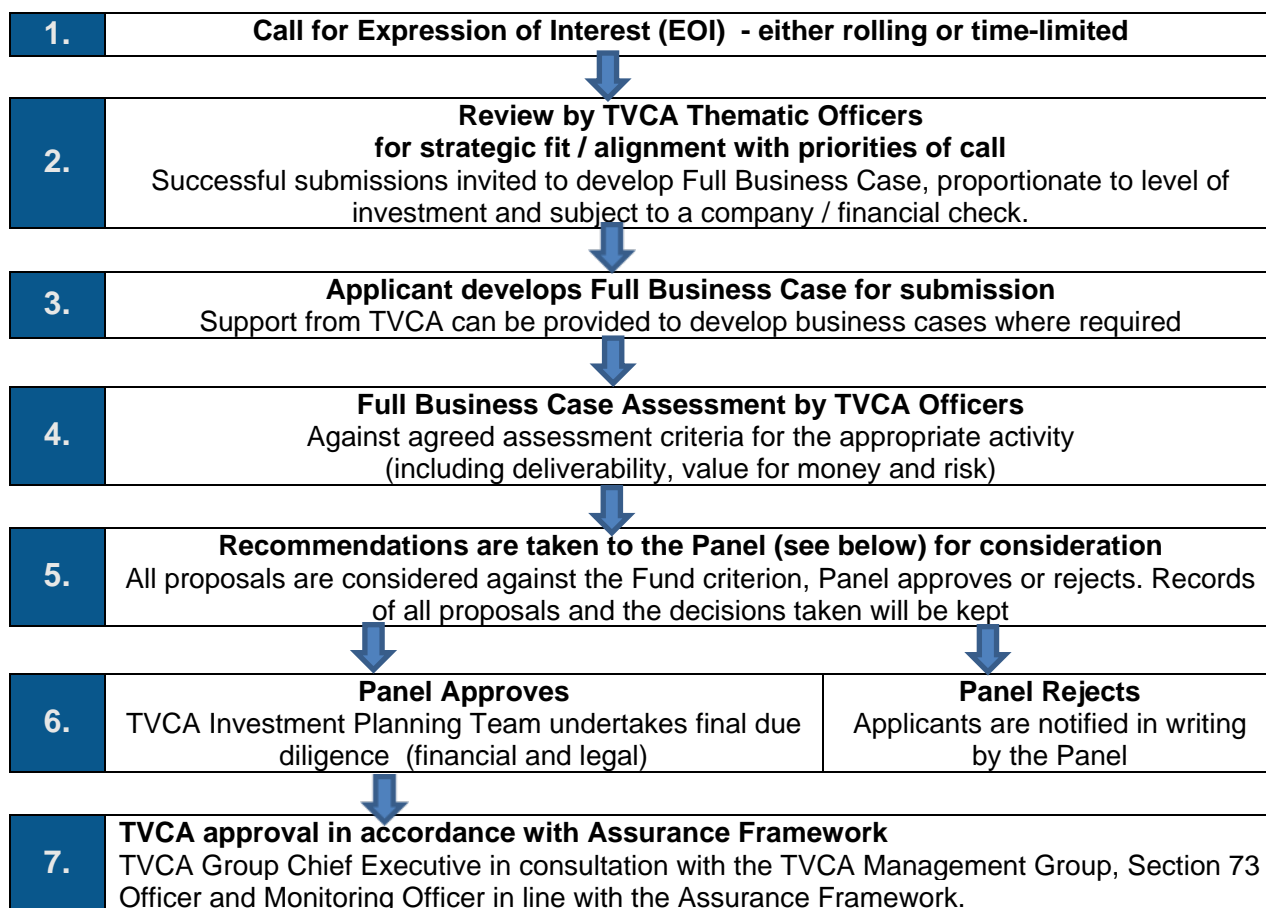 1.
Call for Expression of Interest (EOI) - either rolling or time-limited
2.
Review by TVCA Thematic Officers
for strategic fit / alignment with priorities of call
Successful submissions invited to develop Full Business Case, proportionate to level of
investment and subject to a company / financial check.
3.
Applicant develops Full Business Case for submission
Support from TVCA can be provided to develop business cases where required
4.
Full Business Case Assessment by TVCA Officers
Against agreed assessment criteria for the appropriate activity
(including deliverability, value for money and risk)
5.
Recommendations are taken to the Panel (see below) for consideration
All proposals are considered against the Fund criterion, Panel approves or rejects. Records
of all proposals and the decisions taken will be kept
6.
Panel Approves
TVCA Investment Planning Team undertakes final due
diligence (financial and legal)
Panel Rejects
Applicants are notified in writing
by the Panel
7.
TVCA approval in accordance with Assurance Framework
TVCA Group Chief Executive in consultation with the TVCA Management Group, Section 73
Officer and Monitoring Officer in line with the Assurance Framework.